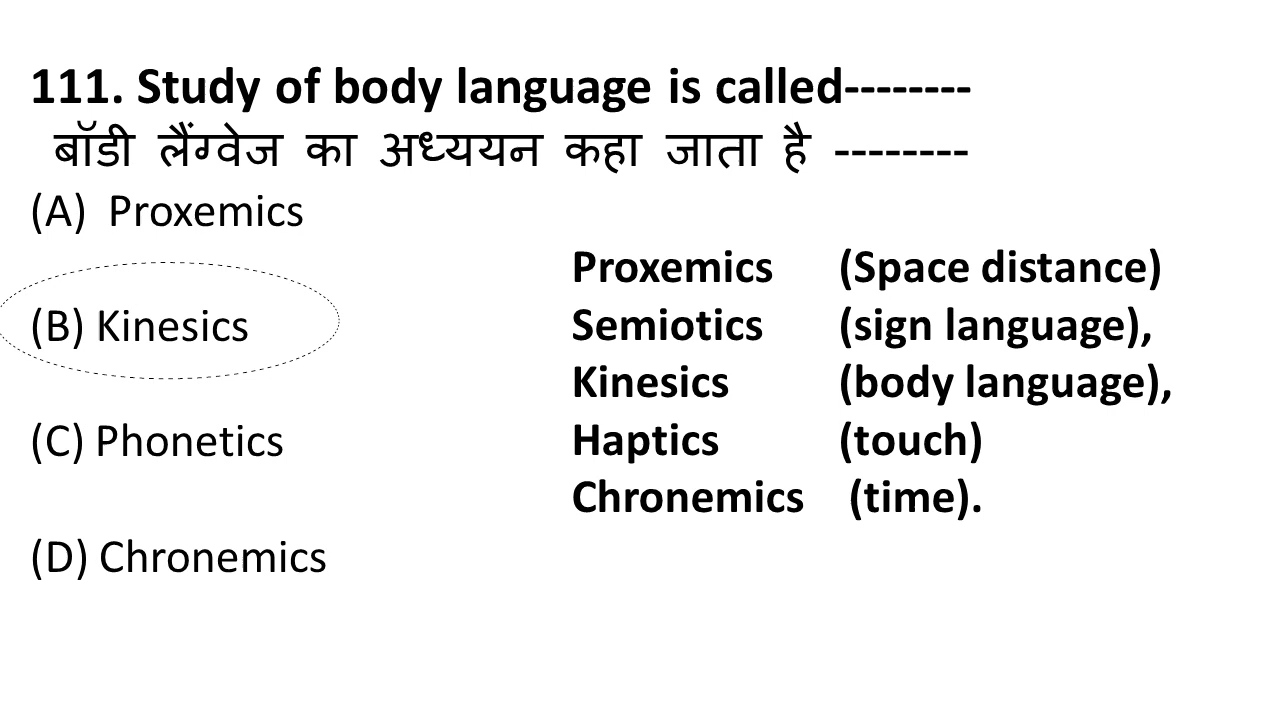 111. Study of body language is called--------
बॉडी लैंग्वेज का अध्ययन कहा जाता है --------
(A) Proxemics
(B) Kinesics
(C) Phonetics
(D) Chronemics
Proxemics (Space distance)
Semiotics (sign language),
Kinesics (body language),
Haptics (touch)
Chronemics (time).